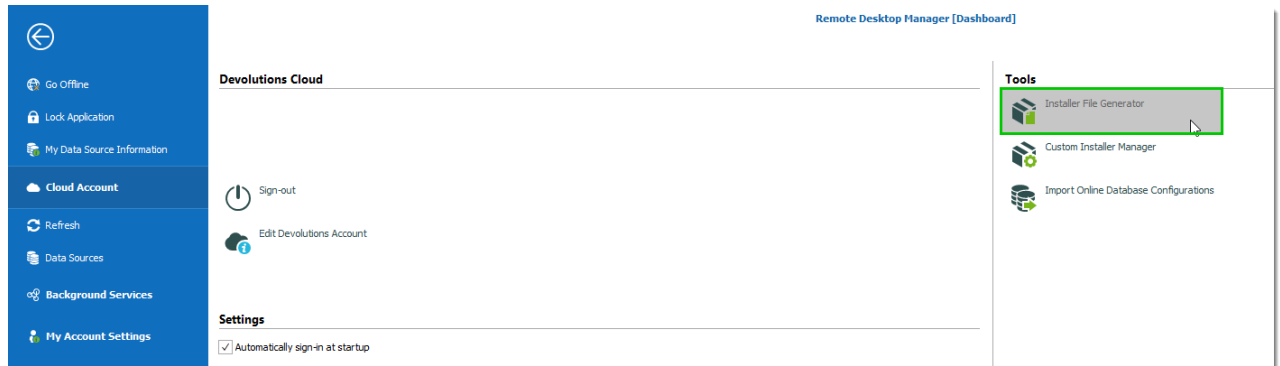 Remote Desktop Manager [Dashboard]
Go Offline
Lock Application
My Data Source Information
Cloud Account
Refresh
Data Sources
Background Services
My Account Settings
Devolutions Cloud
Sign-out
Edit Devolutions Account
Settings
Automatically sign-in at startup
Tools
Installer File Generator
Custom Installer Manager
Import Online Database Configurations